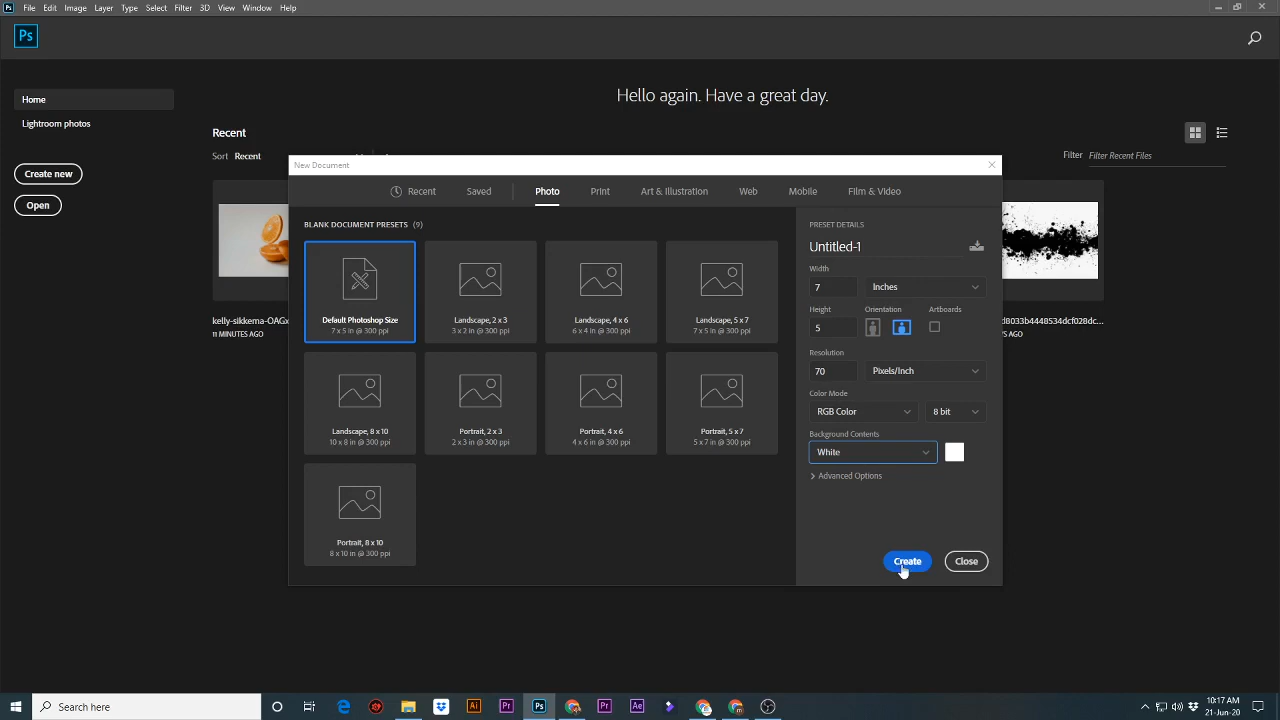 Ps File Edit Image Layer Type Select Filter 3D View Window Help
Ps
Home
Lightroom photos
Create new
Open
Hello again. Have a great day.
Recent
Sort Recent
Filter Filter Recent Files
New Document
Recent Saved Photo Print Art & Illustration Web Mobile Film & Video
BLANK DOCUMENT PRESETS (9)
Default Photoshop Size
7 x 5 in @ 300 ppi
Landscape, 2 x 3
3 x 2 in @ 300 ppi
Landscape, 4 x 6
6 x 4 in @ 300 ppi
Landscape, 5 x 7
7 x 5 in @ 300 ppi
Landscape, 8 x 10
10 x 8 in @ 300 ppi
Portrait, 2 x 3
2 x 3 in @ 300 ppi
Portrait, 4 x 6
4 x 6 in @ 300 ppi
Portrait, 5 x 7
5 x 7 in @ 300 ppi
Portrait, 8 x 10
8 x 10 in @ 300 ppi
PRESET DETAILS
Untitled-1
Width
7 Inches
Height Orientation Artboards
5
Resolution
70 Pixels/Inch
Color Mode
RGB Color 8 bit
Background Contents
White
Advanced Options
Create Close
kelly-sikkema-OAGx
11 MINUTES AGO
d8033b4448534dcf028dc...
S AGO
Search here
Ai Pr Ps Pr Ae
10:17 AM
21-Jun-20